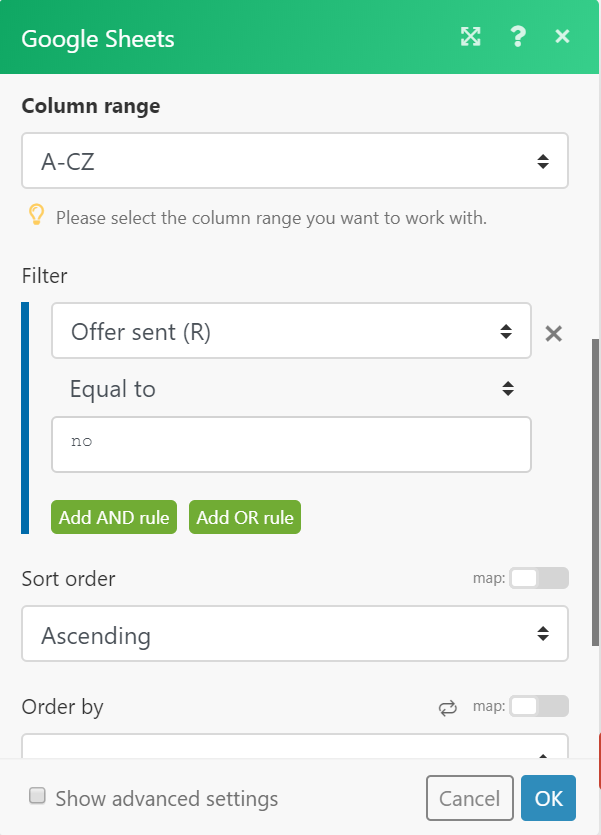 Google Sheets
Column range
A-CZ
Please select the column range you want to work with.
Filter
Offer sent (R)
Equal to
no
Add AND rule Add OR rule
Sort order map:
Ascending
Order by map:
Show advanced settings Cancel OK